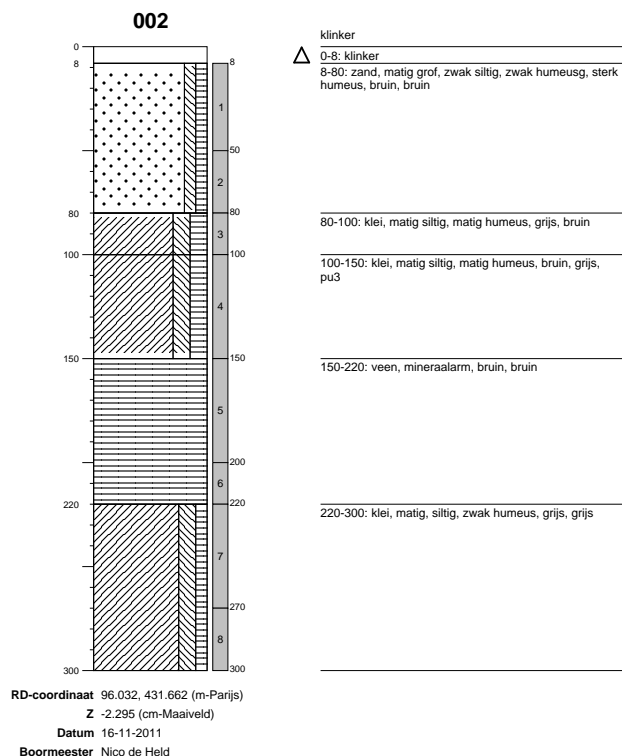 002
klinker
0
0-8: klinker
8
8
8-80: zand, matig grof, zwak siltig, zwak humeusg, sterk
humeus, bruin, bruin
1
50
2
80
80
80-100: klei, matig siltig, matig humeus, grijs, bruin
3
100
100
100-150: klei, matig siltig, matig humeus, bruin, grijs,
pu3
4
150
150
150-220: veen, mineraalarm, bruin, bruin
5
200
6
220
220
220-300: klei, matig, siltig, zwak humeus, grijs, grijs
7
270
8
300
300
RD-coordinaat 96.032, 431.662 (m-Parijs)
Z -2.295 (cm-Maaiveld)
Datum 16-11-2011
Boormeester Nico de Held